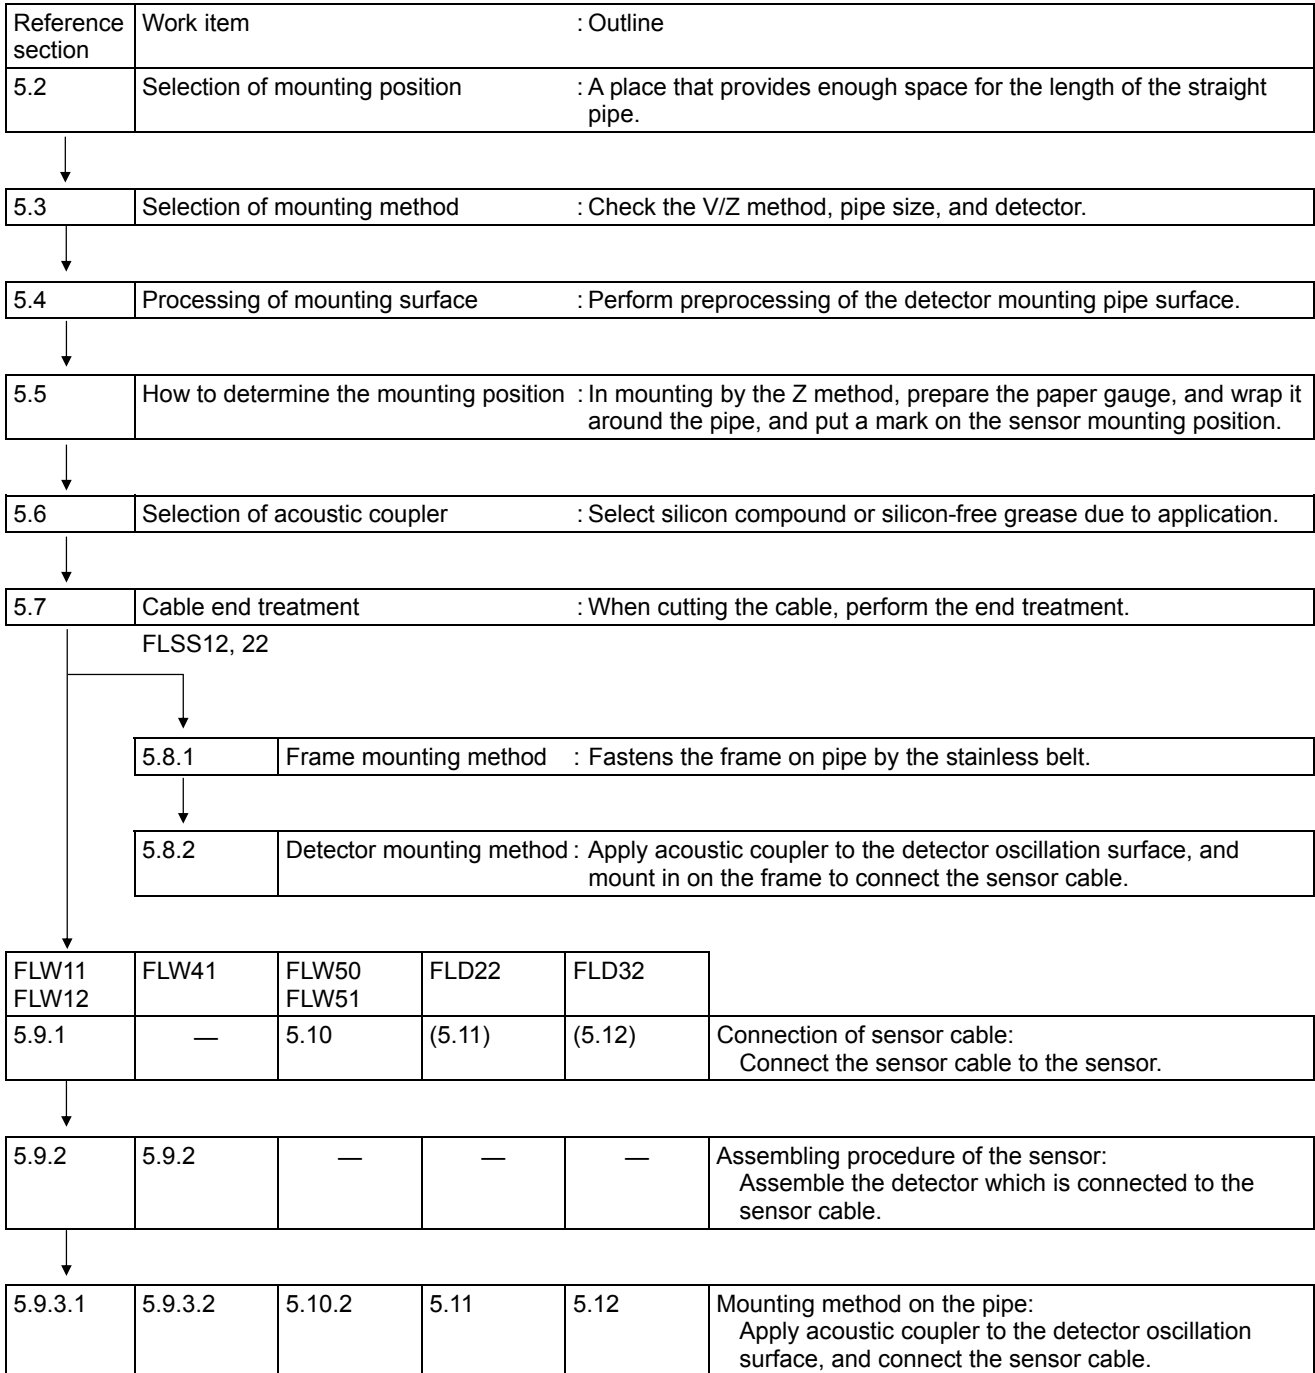 Reference Work item : Outline
section
5.2 Selection of mounting position : A place that provides enough space for the length of the straight
pipe.
5.3 Selection of mounting method : Check the V/Z method, pipe size, and detector.
5.4 Processing of mounting surface : Perform preprocessing of the detector mounting pipe surface.
5.5 How to determine the mounting position : In mounting by the Z method, prepare the paper gauge, and wrap it
around the pipe, and put a mark on the sensor mounting position.
5.6 Selection of acoustic coupler : Select silicon compound or silicon-free grease due to application.
5.7 Cable end treatment : When cutting the cable, perform the end treatment.
FLSS12, 22
5.8.1 Frame mounting method : Fastens the frame on pipe by the stainless belt.
5.8.2 Detector mounting method : Apply acoustic coupler to the detector oscillation surface, and
mount in on the frame to connect the sensor cable.
FLW11 FLW41 FLW50 FLD22 FLD32
FLW12 FLW51
5.9.1 — 5.10 (5.11) (5.12) Connection of sensor cable:
Connect the sensor cable to the sensor.
5.9.2 5.9.2 — — — Assembling procedure of the sensor:
Assemble the detector which is connected to the
sensor cable.
5.9.3.1 5.9.3.2 5.10.2 5.11 5.12 Mounting method on the pipe:
Apply acoustic coupler to the detector oscillation
surface, and connect the sensor cable.